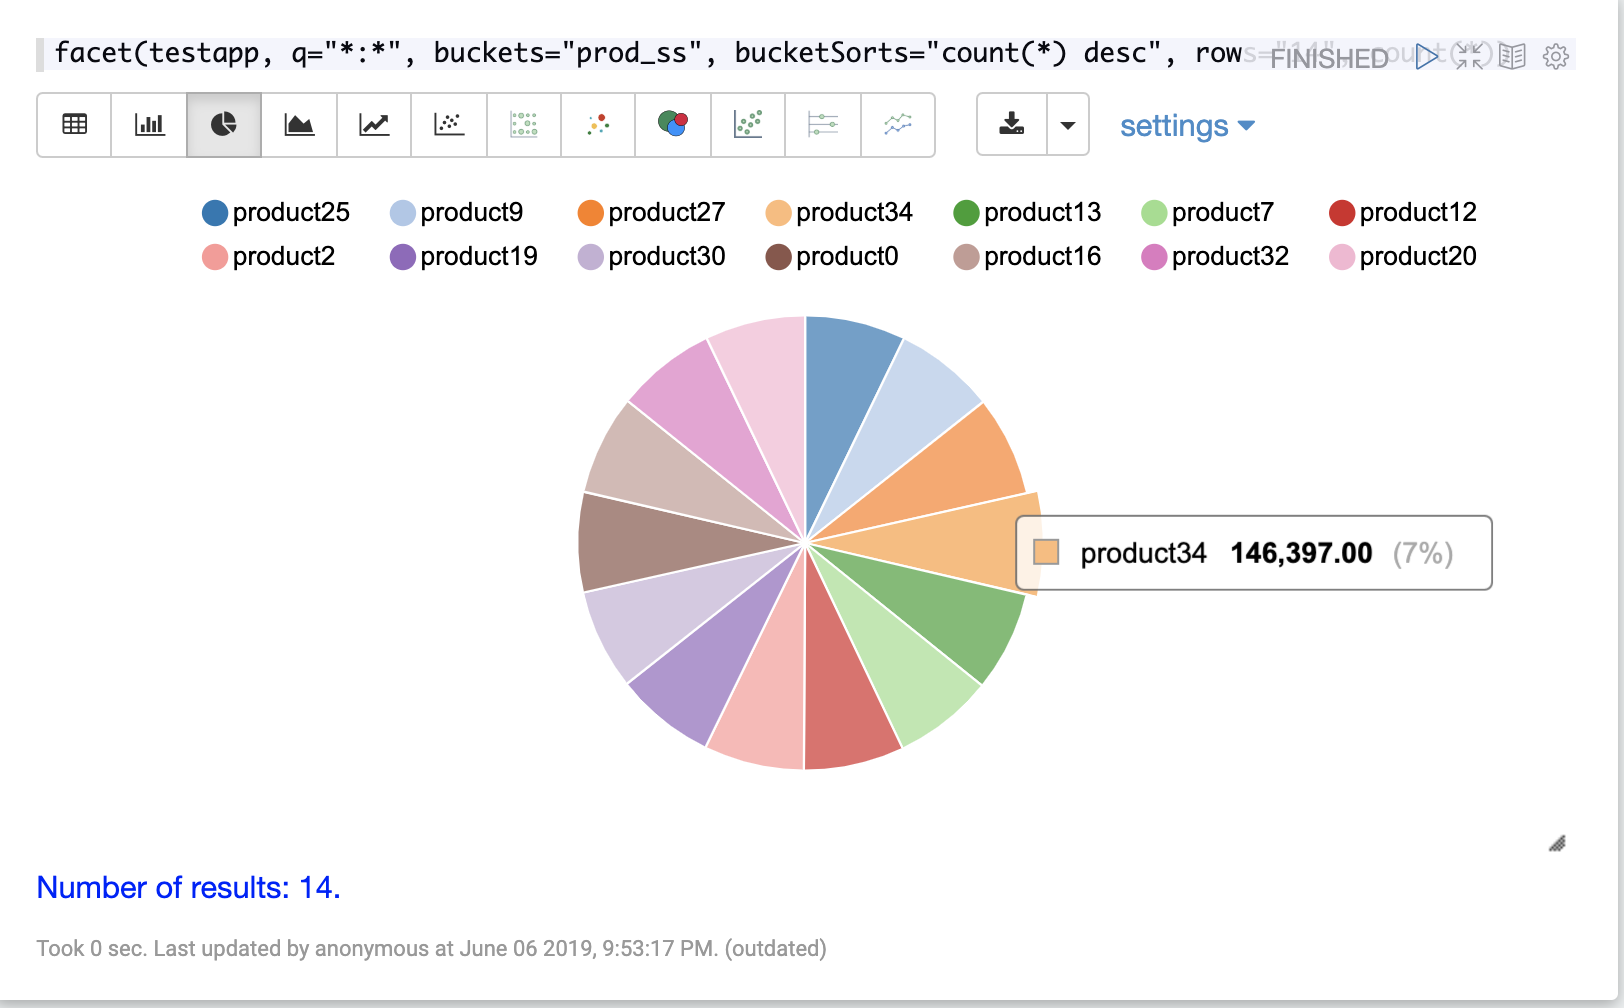 facet(testapp, q="*:*", buckets="prod_ss", bucketSorts="count(*) desc", rows="14", count(*)) FINISHED
settings
product25 product9 product27 product34 product13 product7 product12
product2 product19 product30 product0 product16 product32 product20
product34 146,397.00 (7%)
Number of results: 14.
Took 0 sec. Last updated by anonymous at June 06 2019, 9:53:17 PM. (outdated)